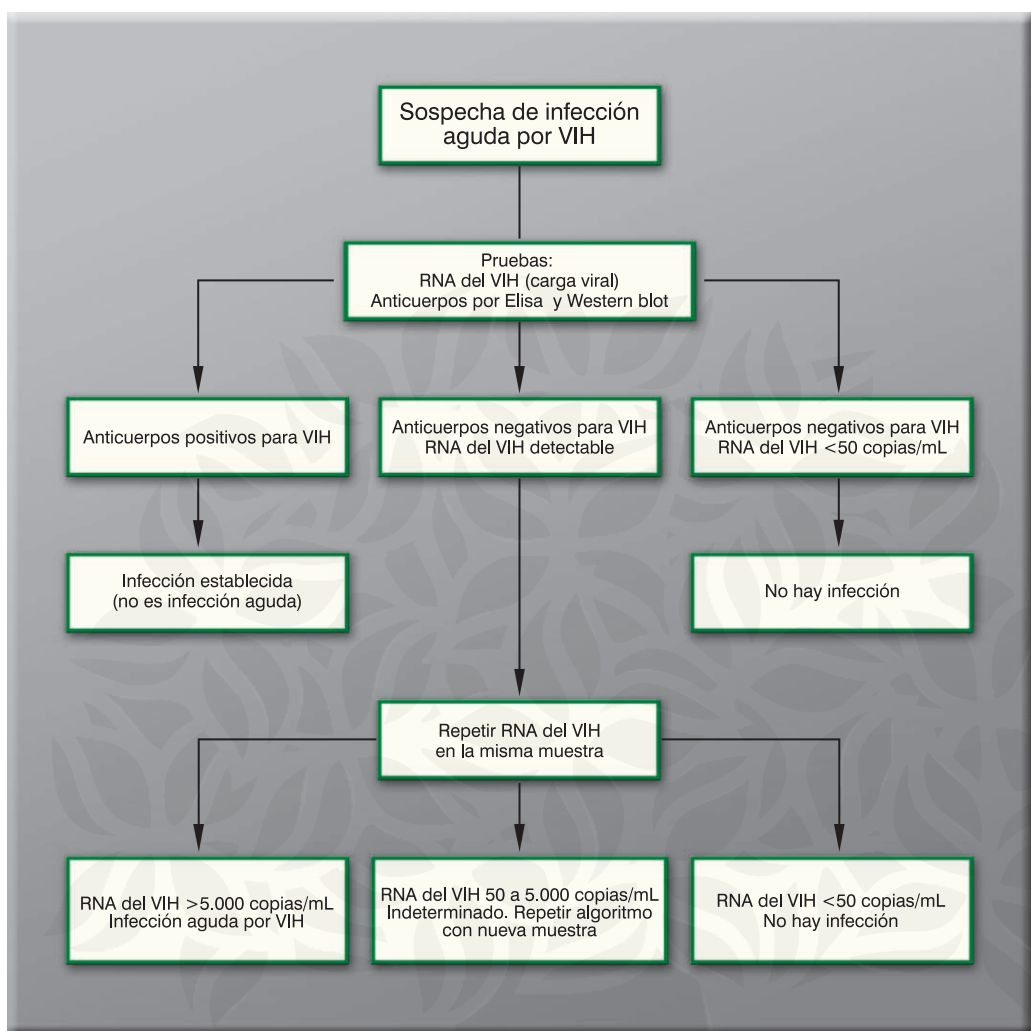 Sospecha de infección
aguda por VIH
Pruebas:
RNA del VIH (carga viral)
Anticuerpos por Elisa y Western blot
Anticuerpos positivos para VIH
Anticuerpos negativos para VIH
RNA del VIH detectable
Anticuerpos negativos para VIH
RNA del VIH <50 copias/mL
Infección establecida
(no es infección aguda)
No hay infección
Repetir RNA del VIH
en la misma muestra
RNA del VIH >5.000 copias/mL
Infección aguda por VIH
RNA del VIH 50 a 5.000 copias/mL
Indeterminado. Repetir algoritmo
con nueva muestra
RNA del VIH <50 copias/mL
No hay infección